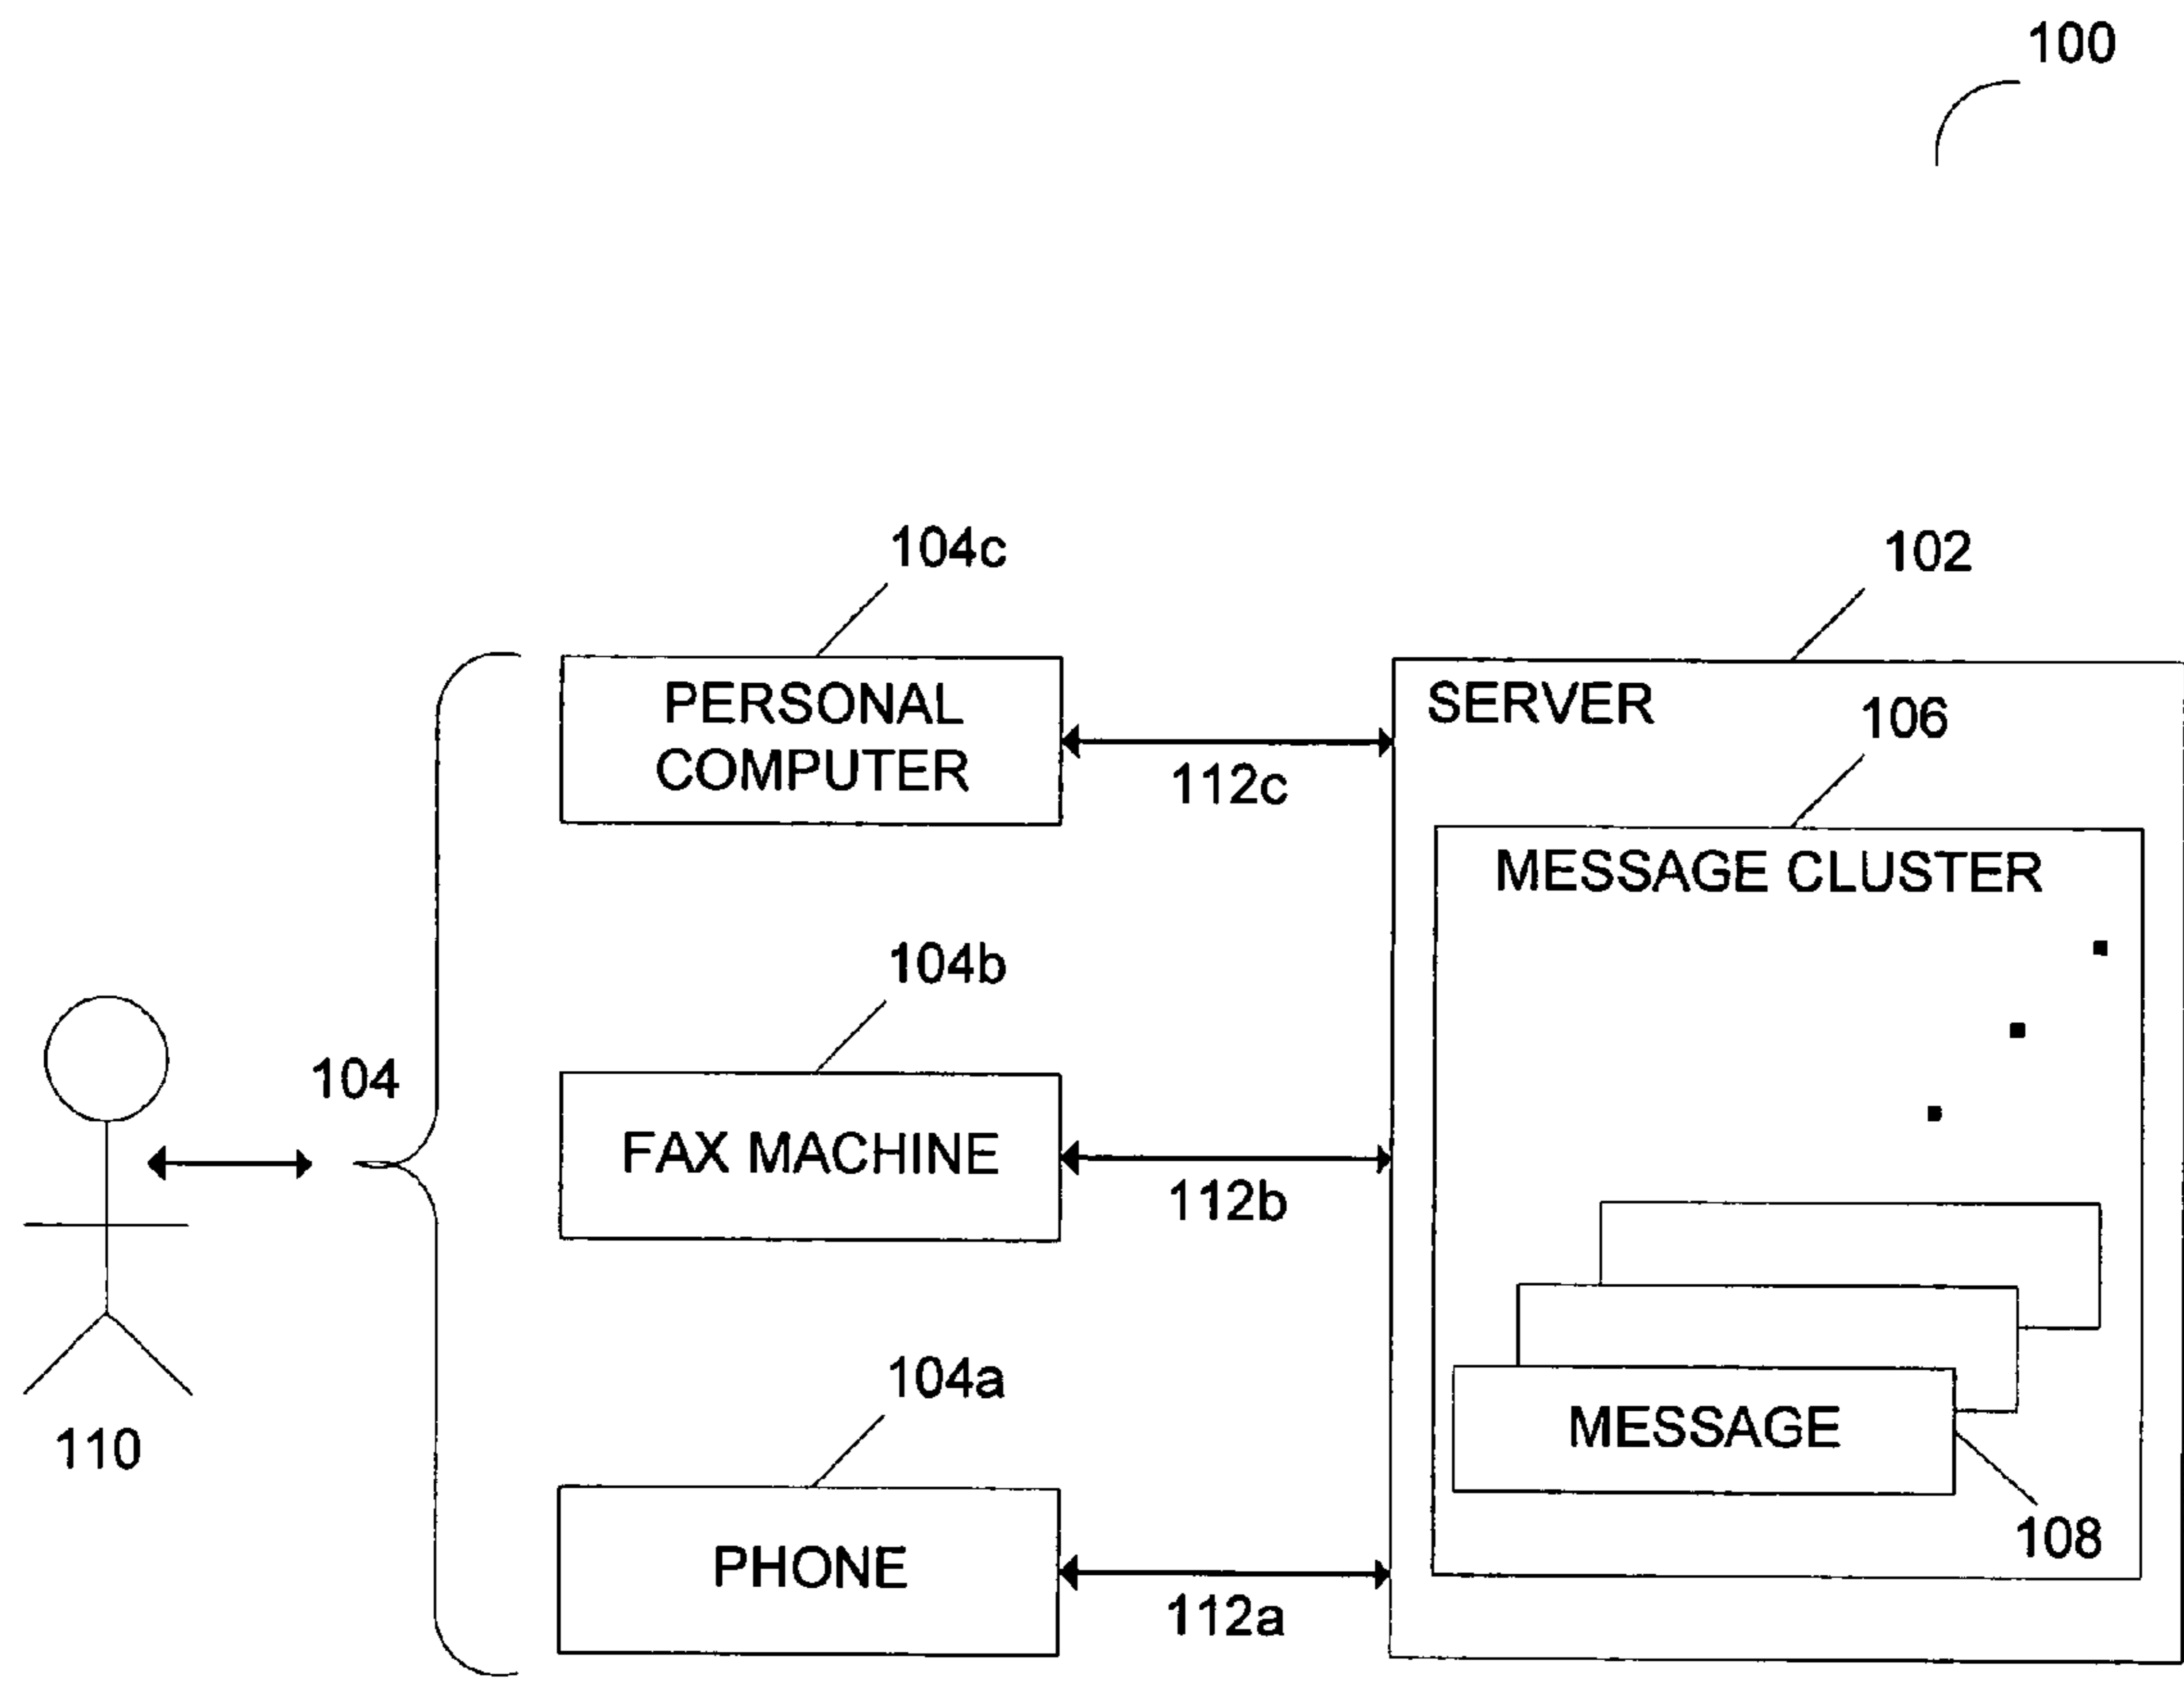 100
104c
102
PERSONAL
COMPUTER
SERVER
106
112c
MESSAGE CLUSTER
104b
104
FAX MACHINE
112b
104a
110
MESSAGE
108
PHONE
112a